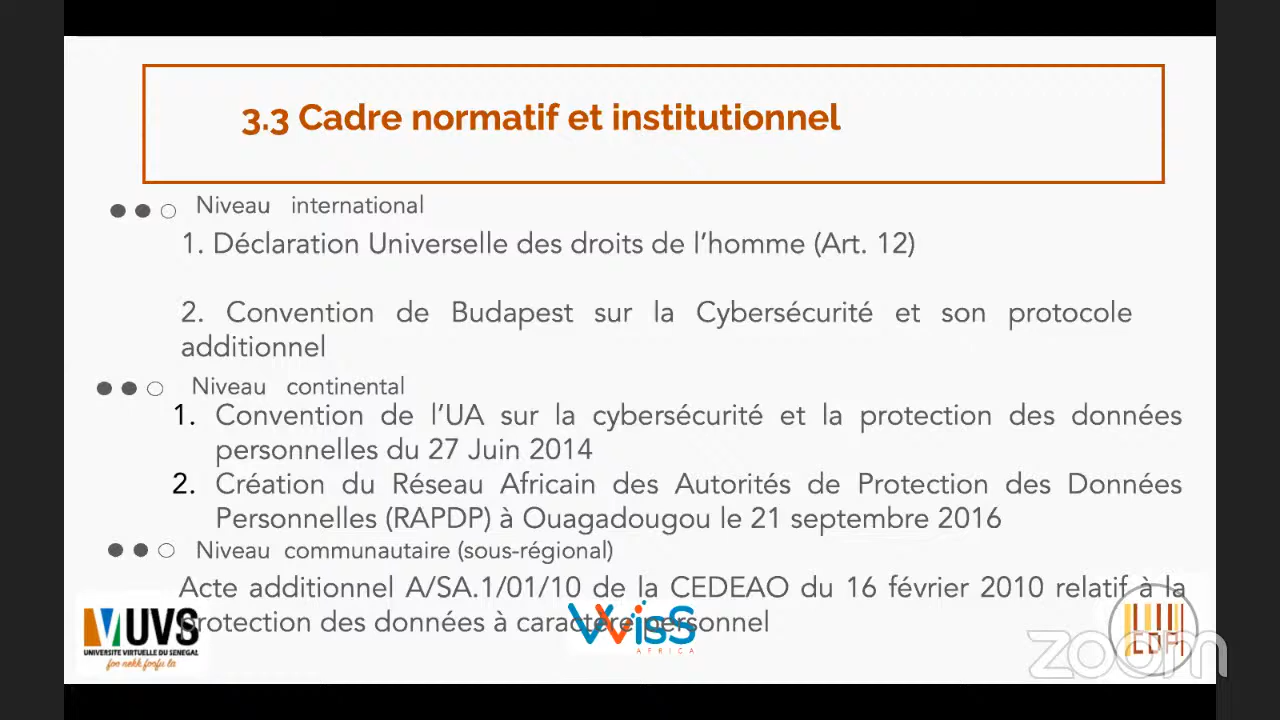 3.3 Cadre normatif et institutionnel
Niveau international
1. Déclaration Universelle des droits de l'homme (Art. 12)
2. Convention de Budapest sur la Cybersécurité et son protocole
additionnel
Niveau continental
1. Convention de l'UA sur la cybersécurité et la protection des données
personnelles du 27 Juin 2014
2. Création du Réseau Africain des Autorités de Protection des Données
Personnelles (RAPDP) à Ouagadougou le 21 septembre 2016
Niveau communautaire (sous-régional)
Acte additionnel A/SA.1/01/10 de la CEDEAO du 16 février 2010 relatif à la
protection des données à caractère personnel
UVS
UNIVERSITE VIRTUELLE DU SENEGAL
foo nekk foofu la
WissS
AFRICA
zoom